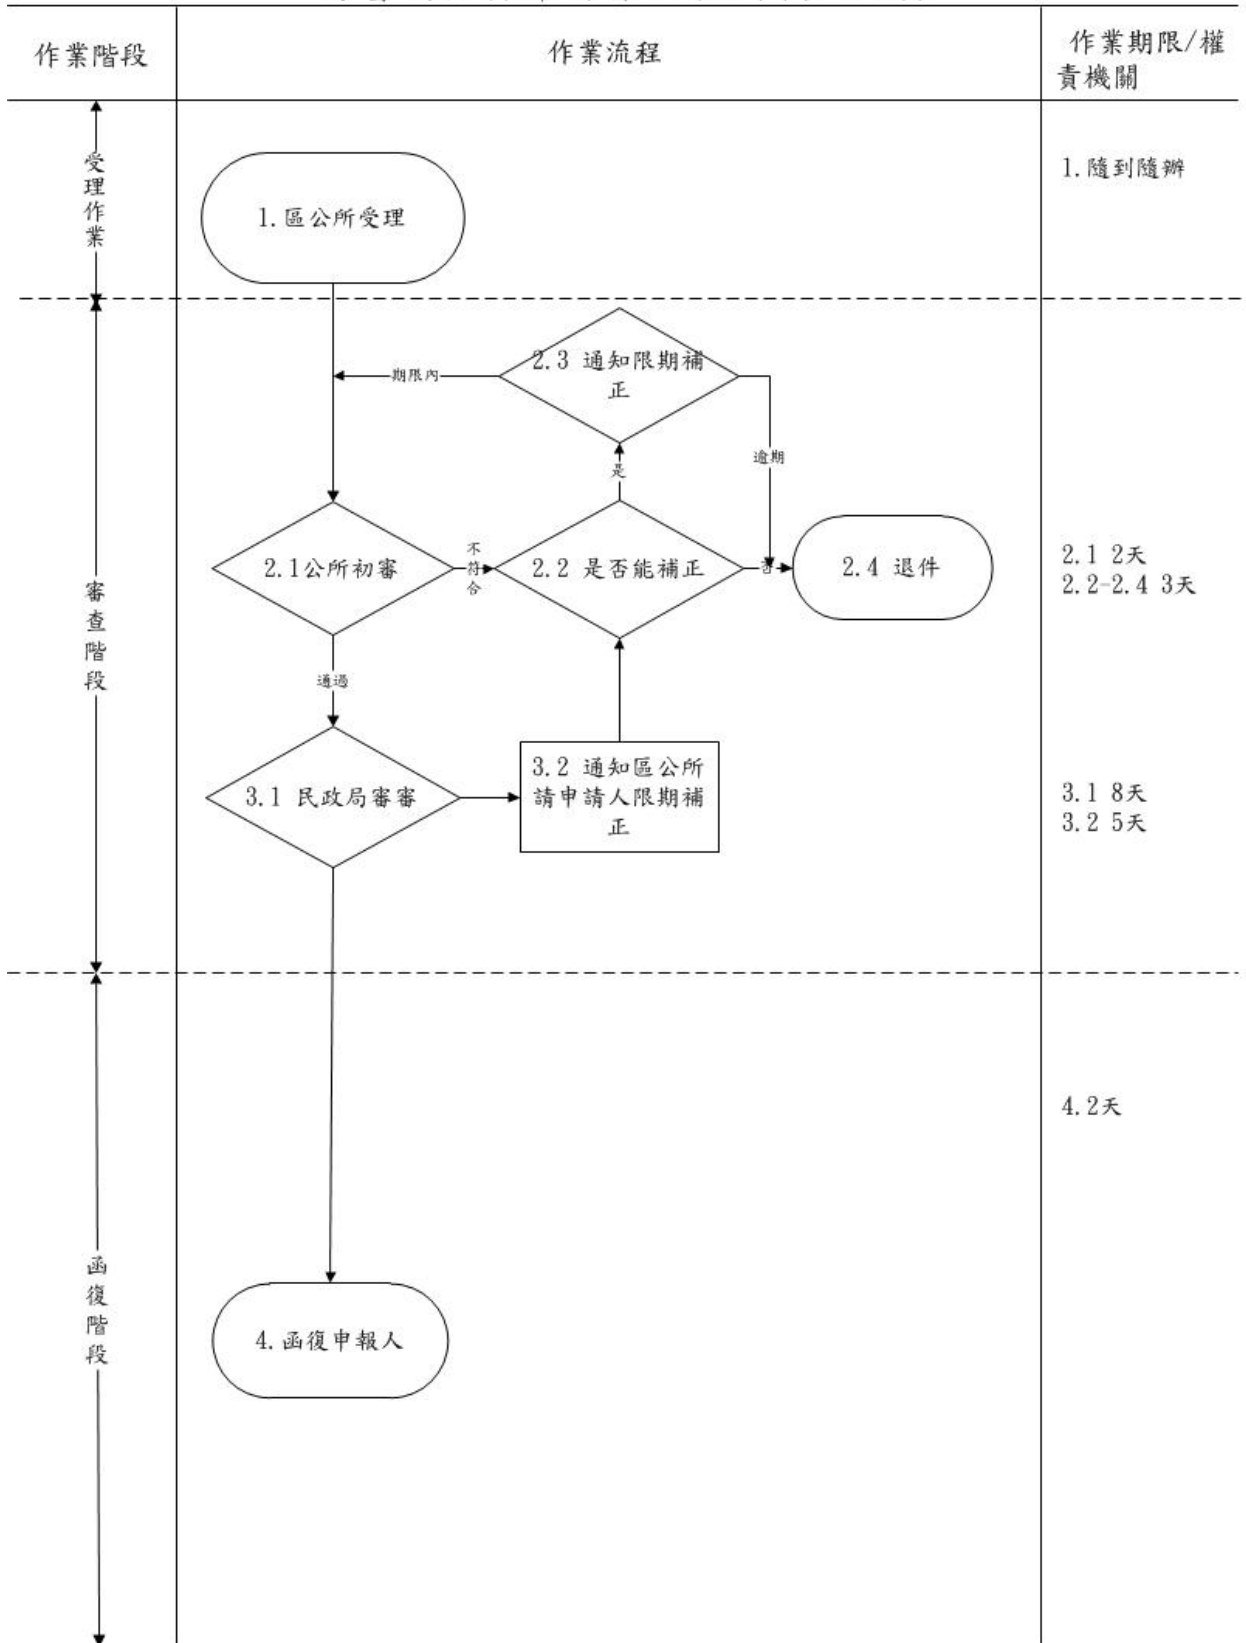 作業階段
作業流程
作業期限/權
責機關
受理作業
1.區公所受理
1.隨到隨辦
審查階段
2.3 通知限期補
正
期限內
逾期
是
2.1公所初審
不符合
2.2 是否能補正
否
2.4 退件
2.1 2天
2.2-2.4 3天
通過
3.1 民政局審審
3.2 通知區公所
請申請人限期補
正
3.1 8天
3.2 5天
函復階段
4.2天
4.函復申報人